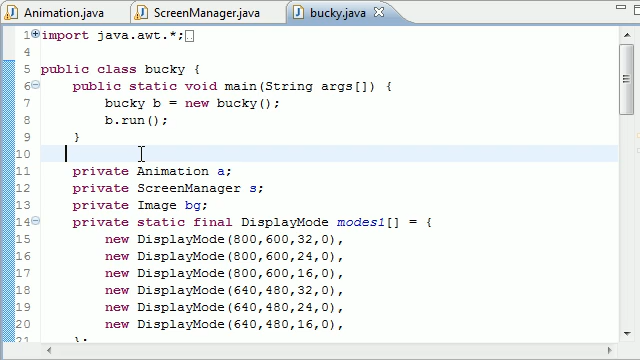 Animation.java ScreenManager.java bucky.java
1 import java.awt.*;
4
5 public class bucky {
6 public static void main(String args[]) {
7 bucky b = new bucky();
8 b.run();
9 }
10
11 private Animation a;
12 private ScreenManager s;
13 private Image bg;
14 private static final DisplayMode modes1[] = {
15 new DisplayMode(800,600,32,0),
16 new DisplayMode(800,600,24,0),
17 new DisplayMode(800,600,16,0),
18 new DisplayMode(640,480,32,0),
19 new DisplayMode(640,480,24,0),
20 new DisplayMode(640,480,16,0),
21 };